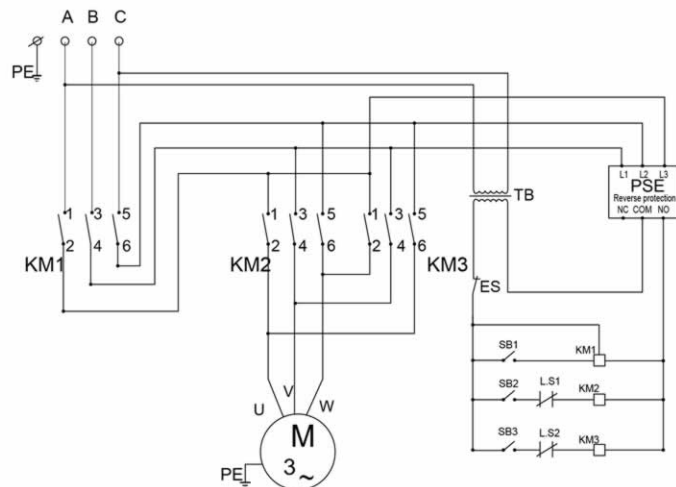 A B C
PE
L1 L2 L3
PSE
Reverse protection
NC COM NO
TB
1 3 5
2 4 6
KM1
1 3 5
2 4 6
KM2
1 3 5
2 4 6
KM3
ES
SB1 KM1
SB2 L.S1 KM2
SB3 L.S2 KM3
U V W
M
3 ~
PE